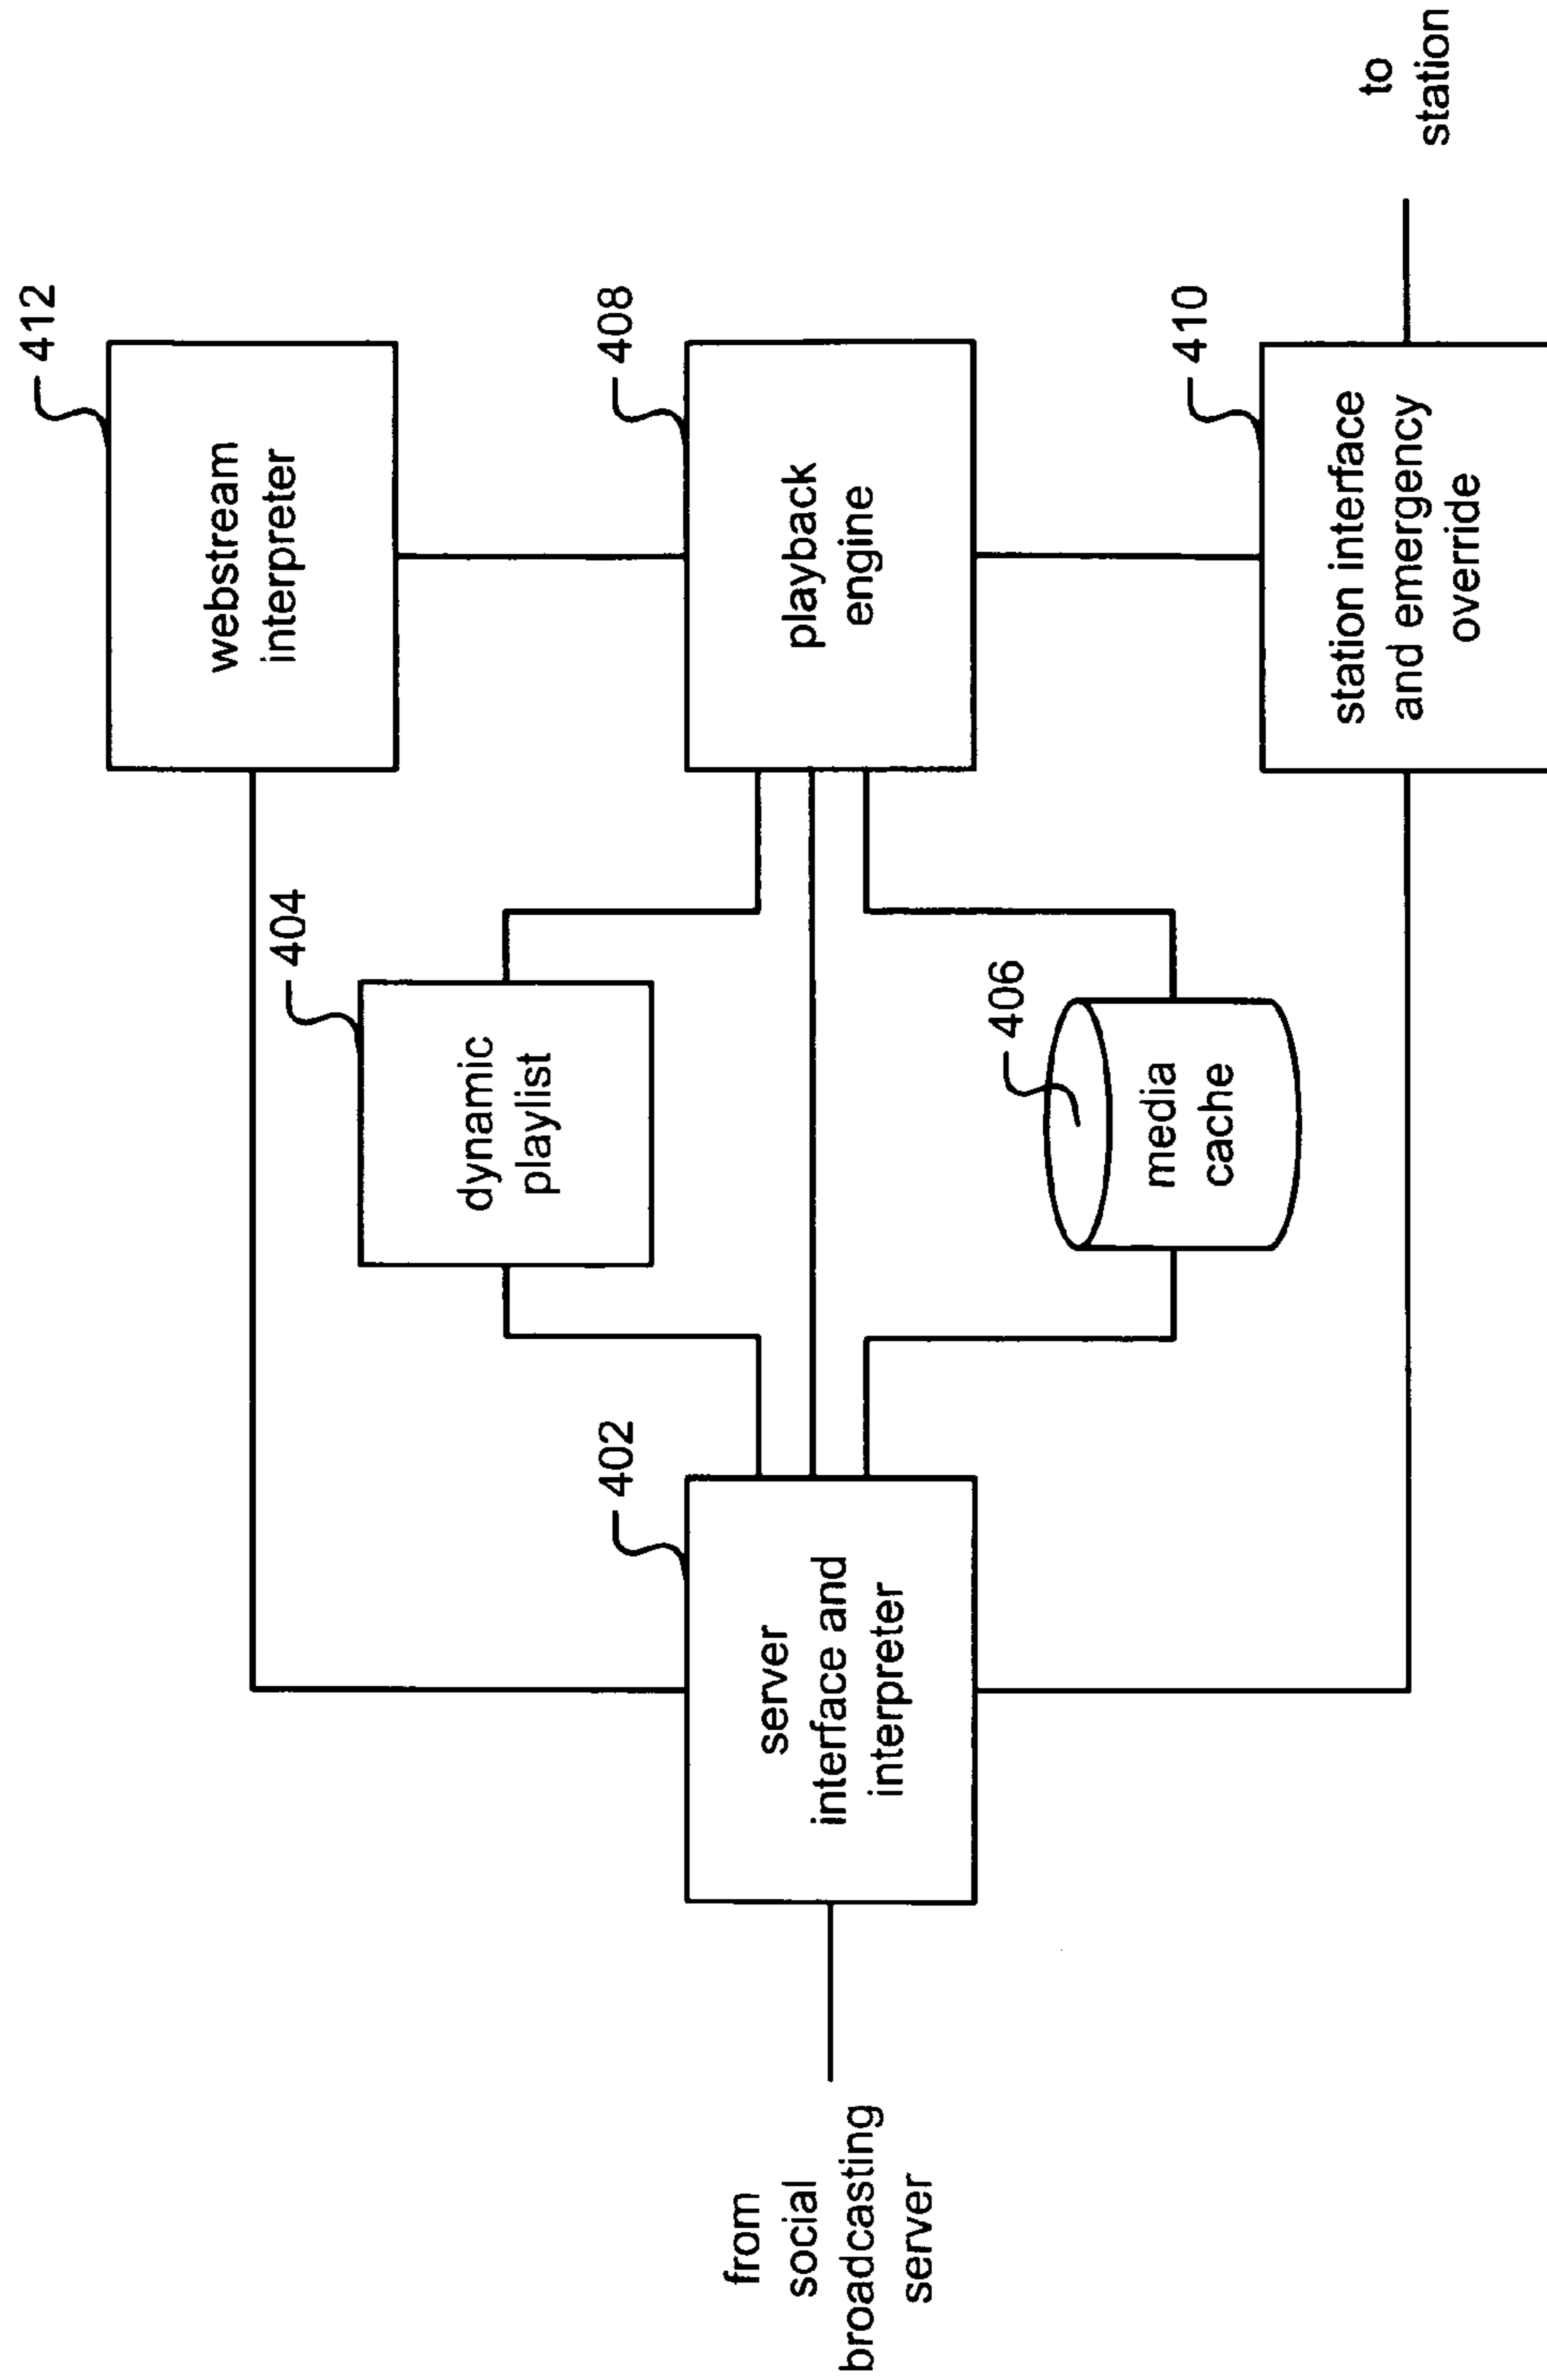 412
webstream
interpreter
404
dynamic
playlist
408
playback
engine
402
server
interface and
interpreter
from
social
broadcasting
server
406
media
cache
410
station interface
and emergency
override
to
station